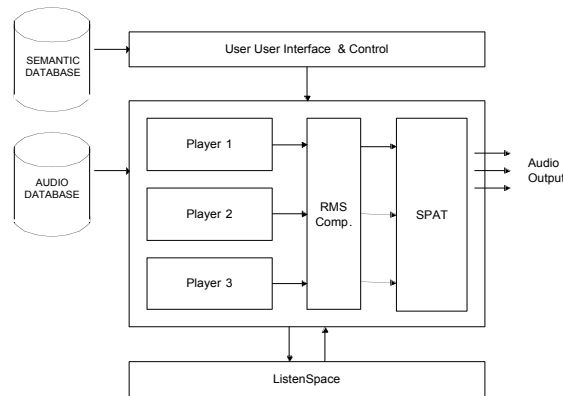 SEMANTIC
DATABASE
User User Interface & Control
AUDIO
DATABASE
Player 1
Player 2
Player 3
RMS
Comp.
SPAT
Audio
Output
ListenSpace